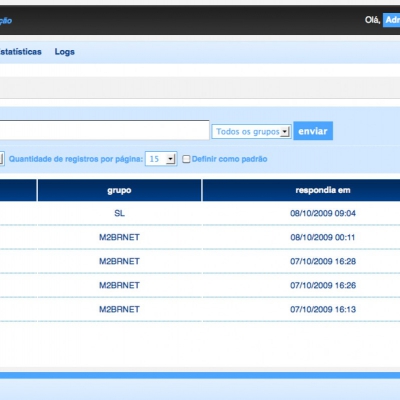 Olá, Adm
Logs
Todos os grupos enviar
Quantidade de registros por página: 15 Definir como padrão
grupo respondia em
SL 08/10/2009 09:04
M2BRNET 08/10/2009 00:11
M2BRNET 07/10/2009 16:28
M2BRNET 07/10/2009 16:26
M2BRNET 07/10/2009 16:13